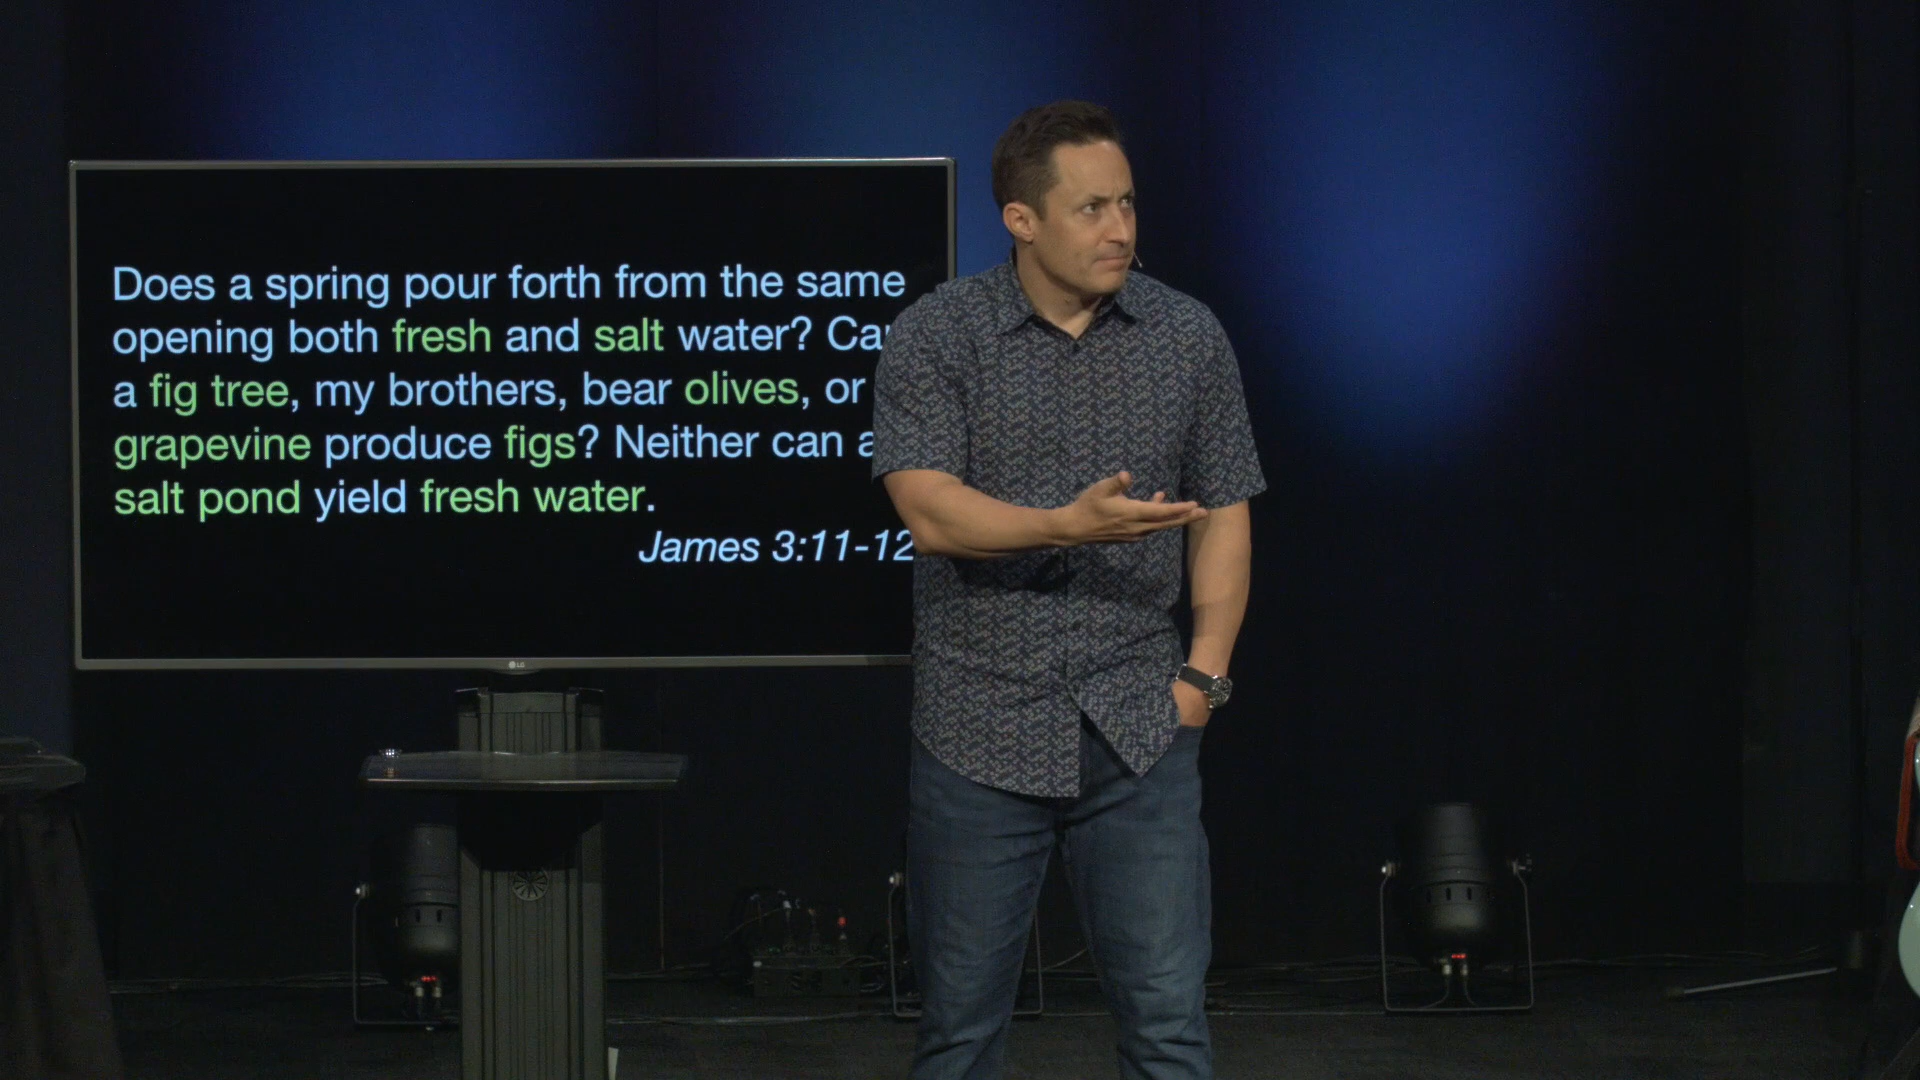 Does a spring pour forth from the same
opening both fresh and salt water? Ca
a fig tree, my brothers, bear olives, or
grapevine produce figs? Neither can a
salt pond yield fresh water.
James 3:11-12
LG